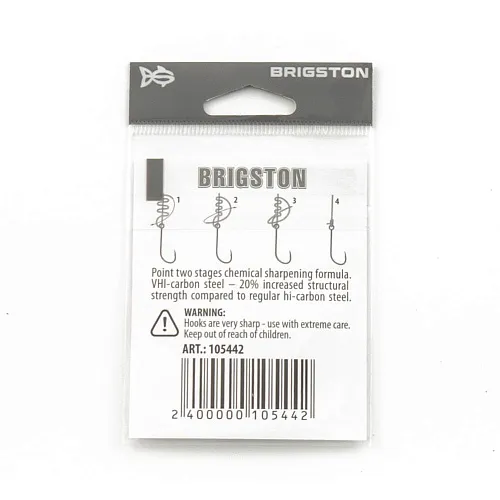 BRIGSTON
BRIGSTON
1 2 3 4
Point two stages chemical sharpening formula.
VHI-carbon steel – 20% increased structural
strength compared to regular hi-carbon steel.
WARNING:
Hooks are very sharp - use with extreme care.
Keep out of reach of children.
ART.: 105442
2 400000 105442